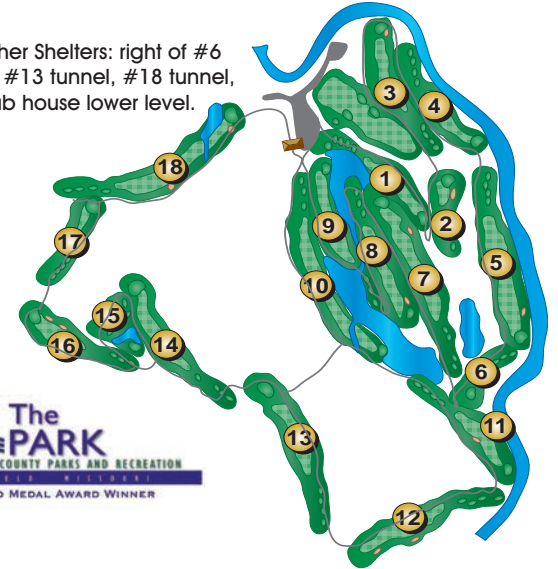 her Shelters: right of #6
#13 tunnel, #18 tunnel,
b house lower level.
3
4
1
18
2
9
8
17
5
7
10
15
14
16
6
The
PARK
COUNTY PARKS AND RECREATION
MISSOURI
MEDAL AWARD WINNER
11
13
12